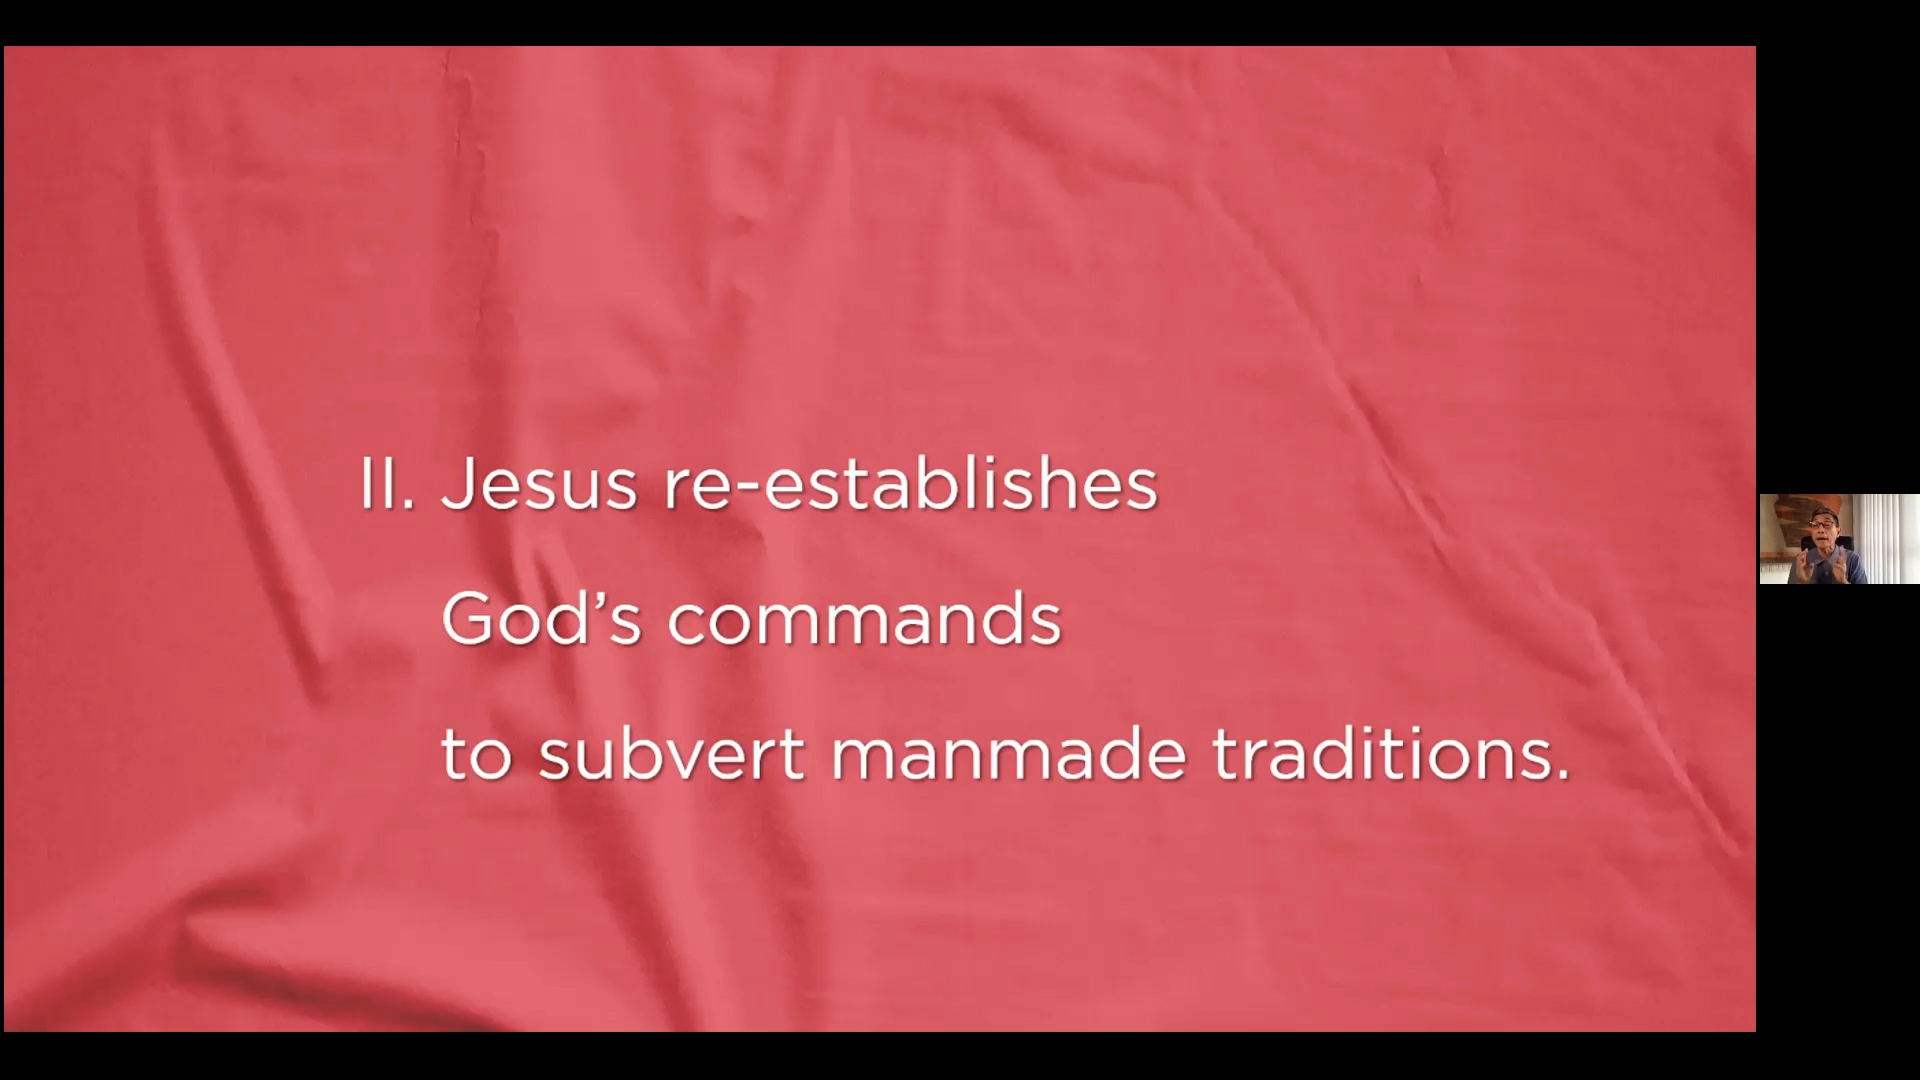 II. Jesus re-establishes
God’s commands
to subvert manmade traditions.